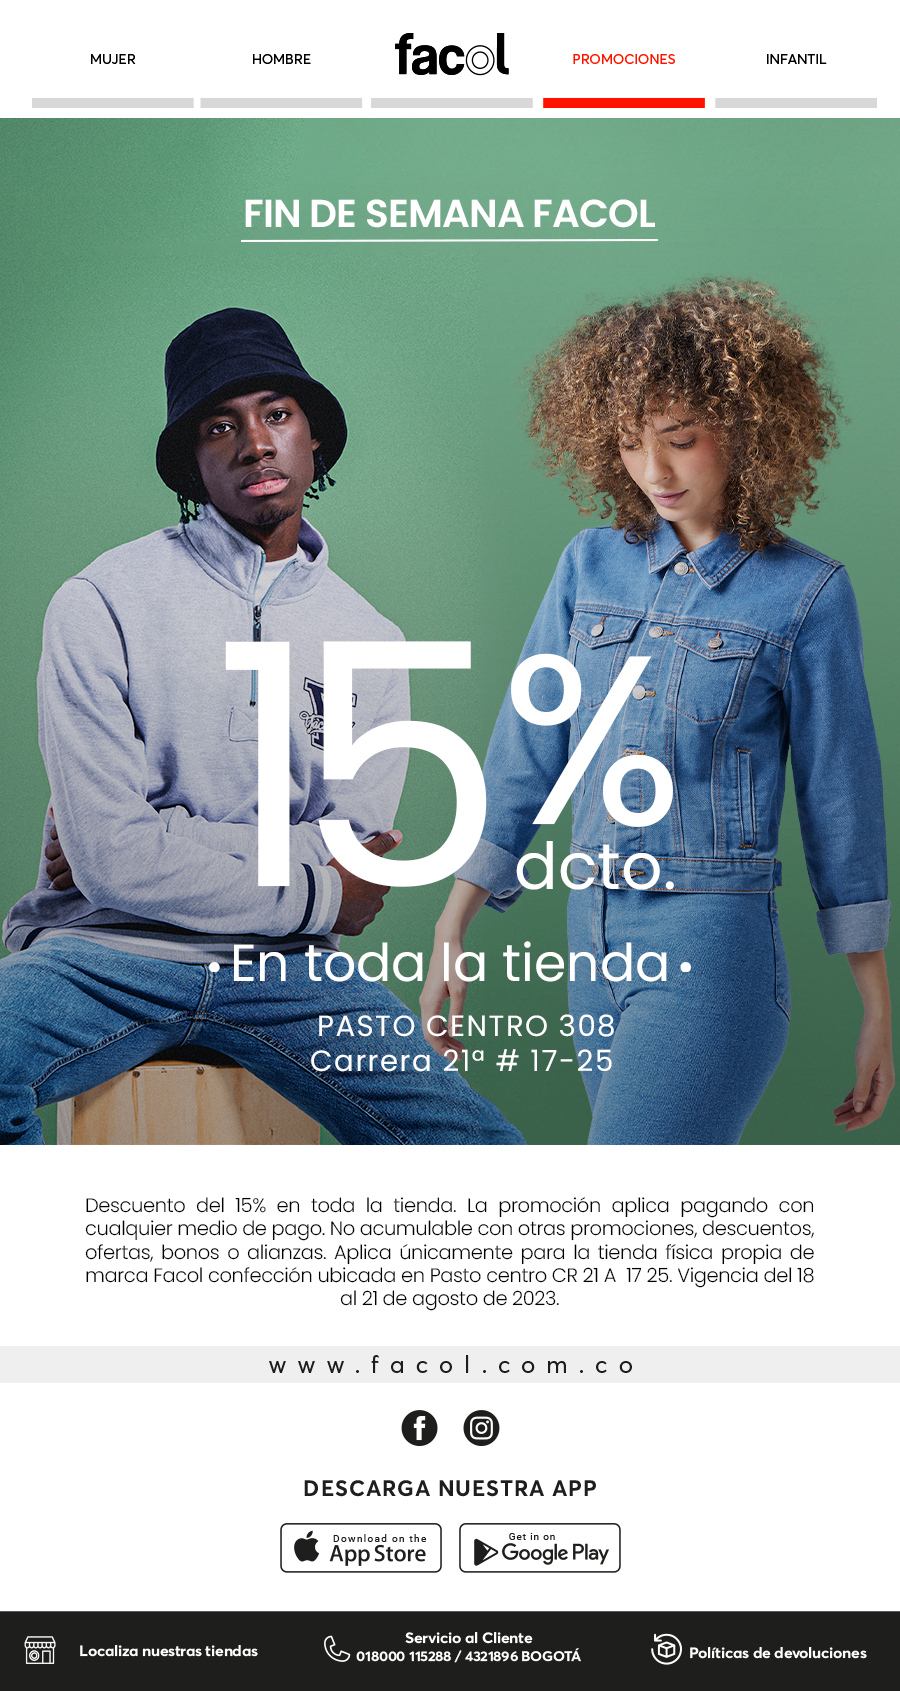 MUJER
HOMBRE
facol
PROMOCIONES
INFANTIL
FIN DE SEMANA FACOL
15%
dcto.
• En toda la tienda •
PASTO CENTRO 308
Carrera 21ª # 17-25
Descuento del 15% en toda la tienda. La promoción aplica pagando con
cualquier medio de pago. No acumulable con otras promociones, descuentos,
ofertas, bonos o alianzas. Aplica únicamente para la tienda física propia de
marca Facol confección ubicada en Pasto centro CR 21 A 17 25. Vigencia del 18
al 21 de agosto de 2023.
www.facol.com.co
DESCARGA NUESTRA APP
Download on the
App Store
Get in on
Google Play
Localiza nuestras tiendas
Servicio al Cliente
018000 115288 / 4321896 BOGOTÁ
Políticas de devoluciones